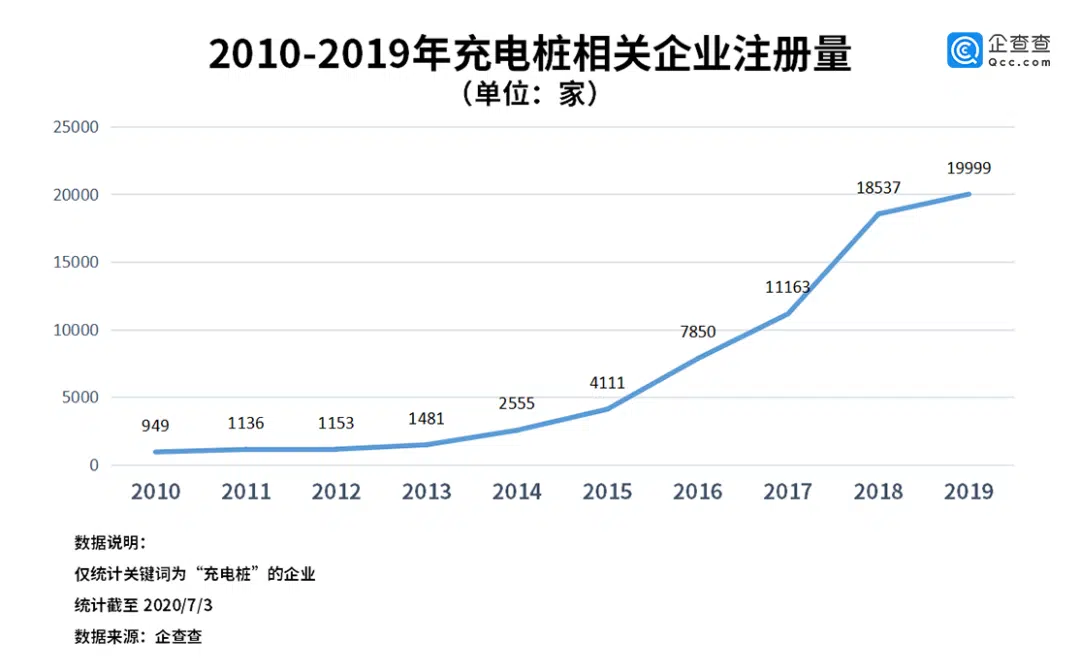 2010-2019年充电桩相关企业注册量
（单位：家）
企查查
Qcc.com
25000
20000
15000
10000
5000
0
949
1136
1153
1481
2555
4111
7850
11163
18537
19999
2010 2011 2012 2013 2014 2015 2016 2017 2018 2019
数据说明：
仅统计关键词为“充电桩”的企业
统计截至 2020/7/3
数据来源：企查查